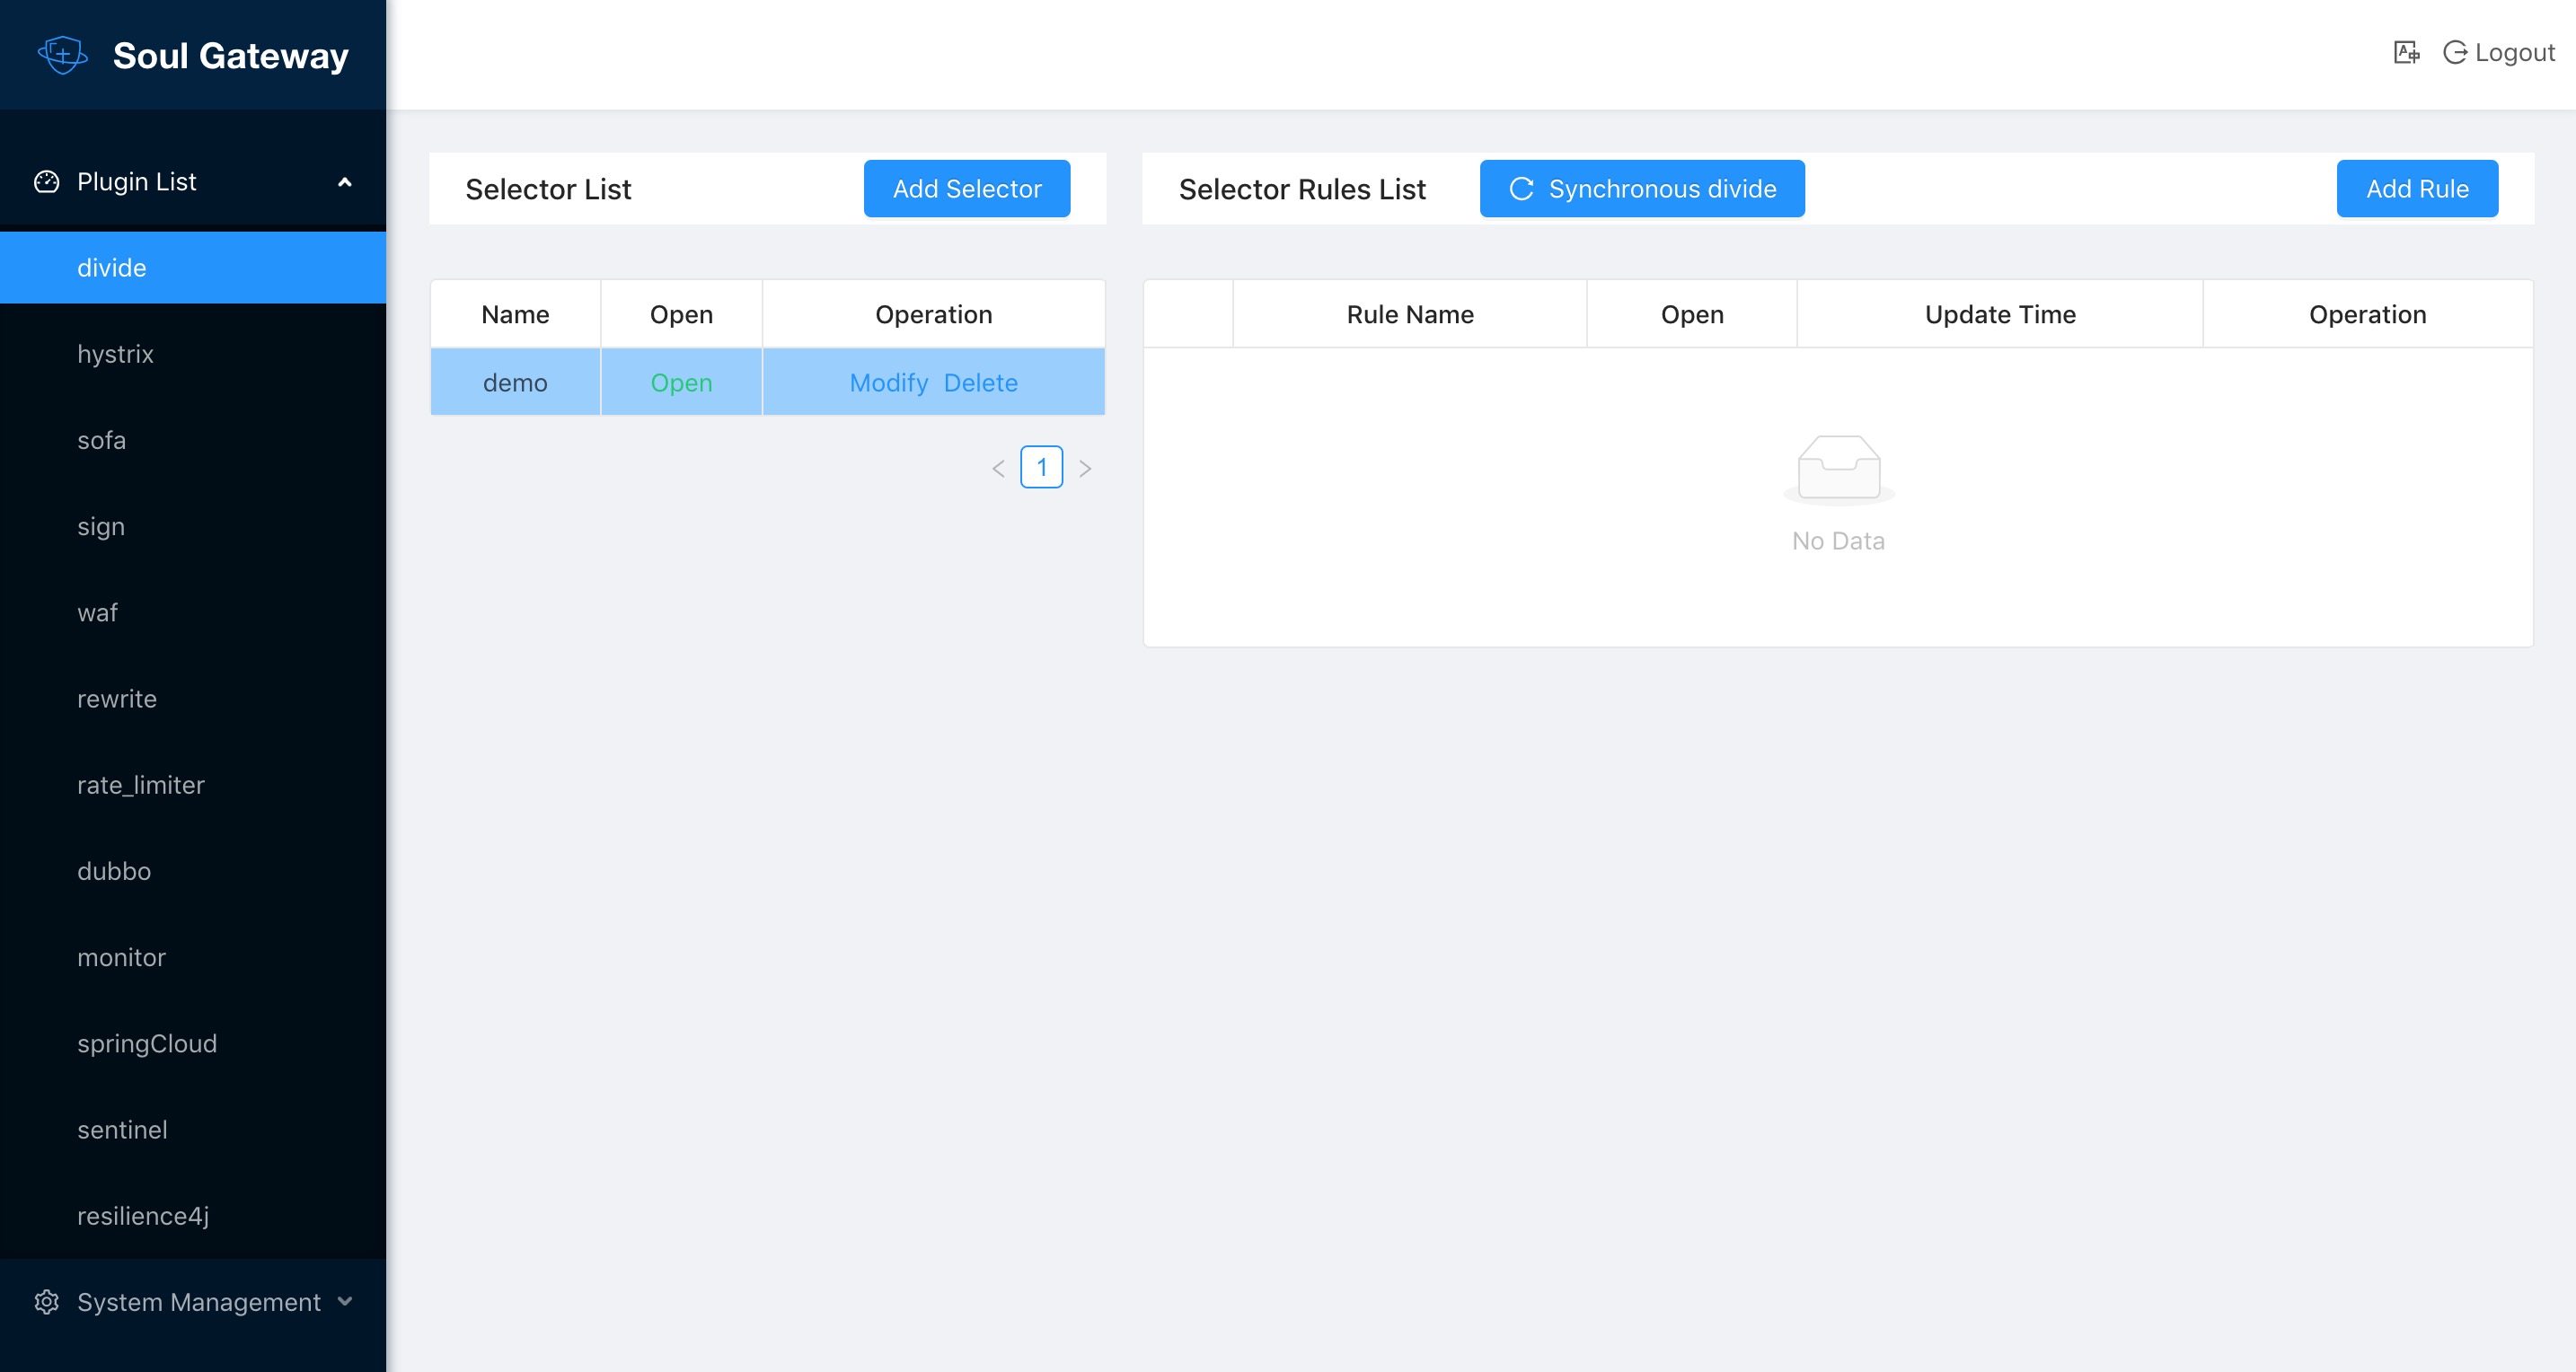 Soul Gateway
Logout
Plugin List
divide
hystrix
sofa
sign
waf
rewrite
rate_limiter
dubbo
monitor
springCloud
sentinel
resilience4j
System Management
Selector List
Add Selector
Name Open Operation
demo Open Modify Delete
1
Selector Rules List
Synchronous divide
Add Rule
Rule Name Open Update Time Operation
No Data